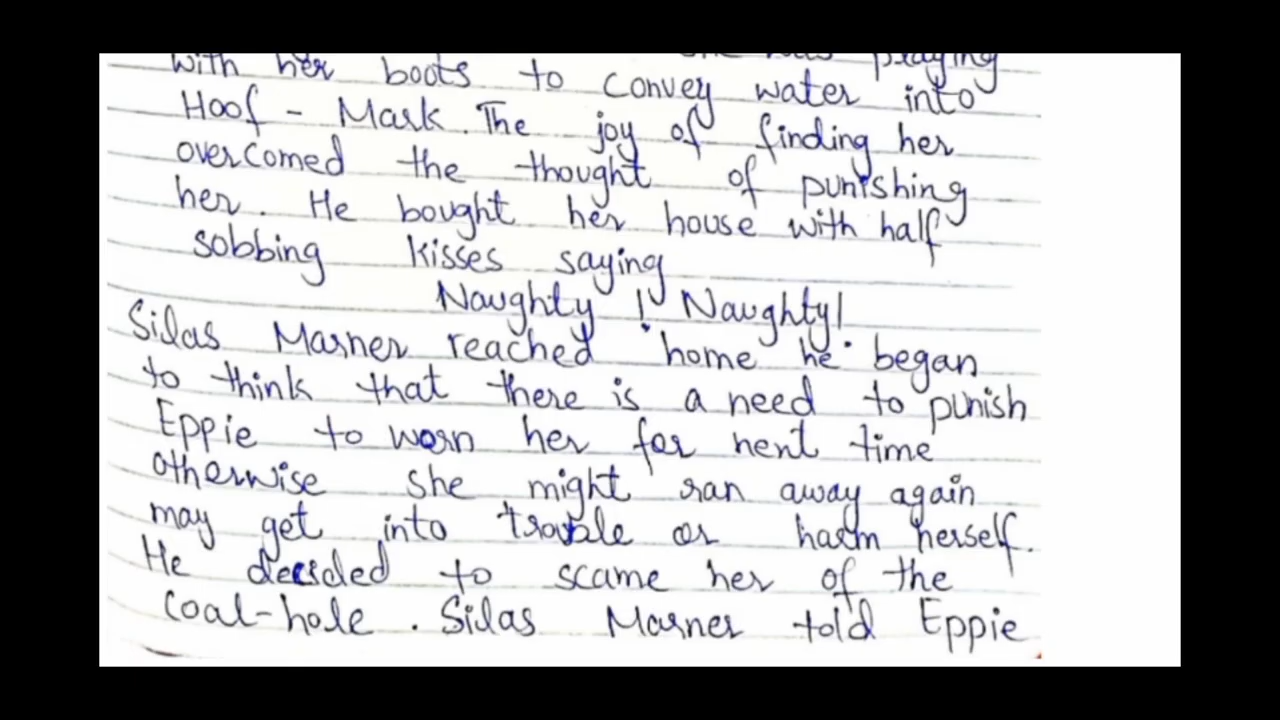 playing
with her boots to convey water into
Hoof - Mark. The joy of finding her
overcomed the thought of punishing
her. He bought her house with half
sobbing kisses saying
Naughty ! Naughty!
Silas Marner reached home he began
to think that there is a need to punish
Eppie to worn her for next time
otherwise she might ran away again
may get into trouble or harm herself.
He decided to scame her of the
coal-hole. Silas Marner told Eppie